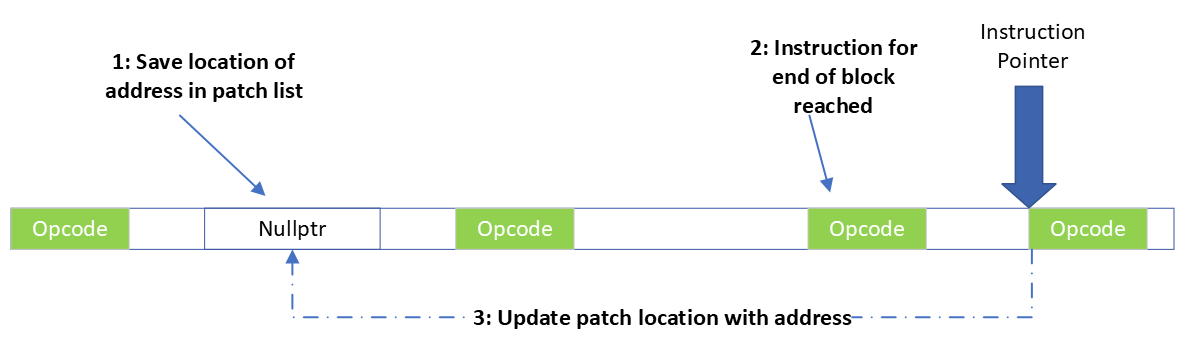 1: Save location of
address in patch list
2: Instruction for
end of block
reached
Instruction
Pointer
Opcode
Nullptr
Opcode
Opcode
Opcode
3: Update patch location with address